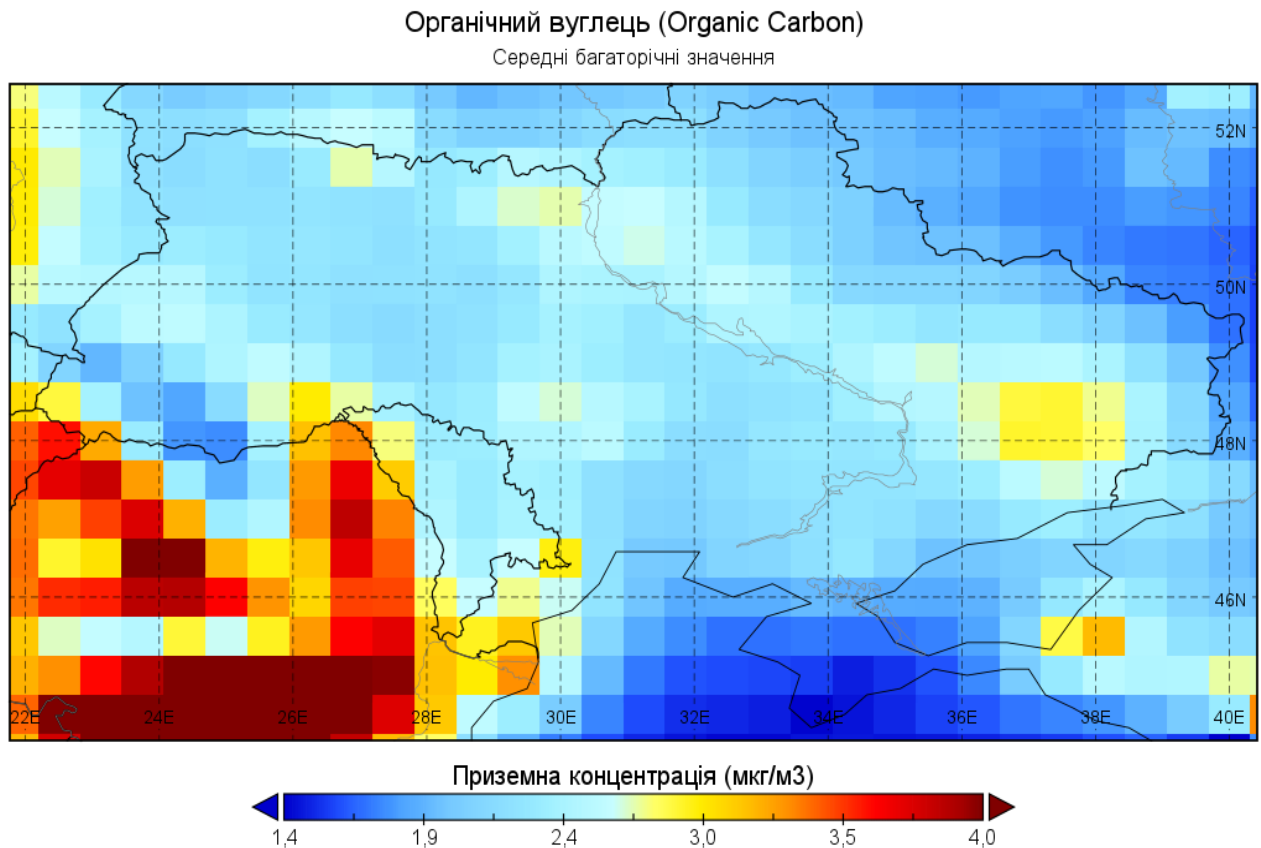 Органічний вуглець (Organic Carbon)
Середні багаторічні значення
52N
50N
48N
46N
22E 24E 26E 28E 30E 32E 34E 36E 38E 40E
Приземна концентрація (мкг/м3)
1,4 1,9 2,4 3,0 3,5 4,0